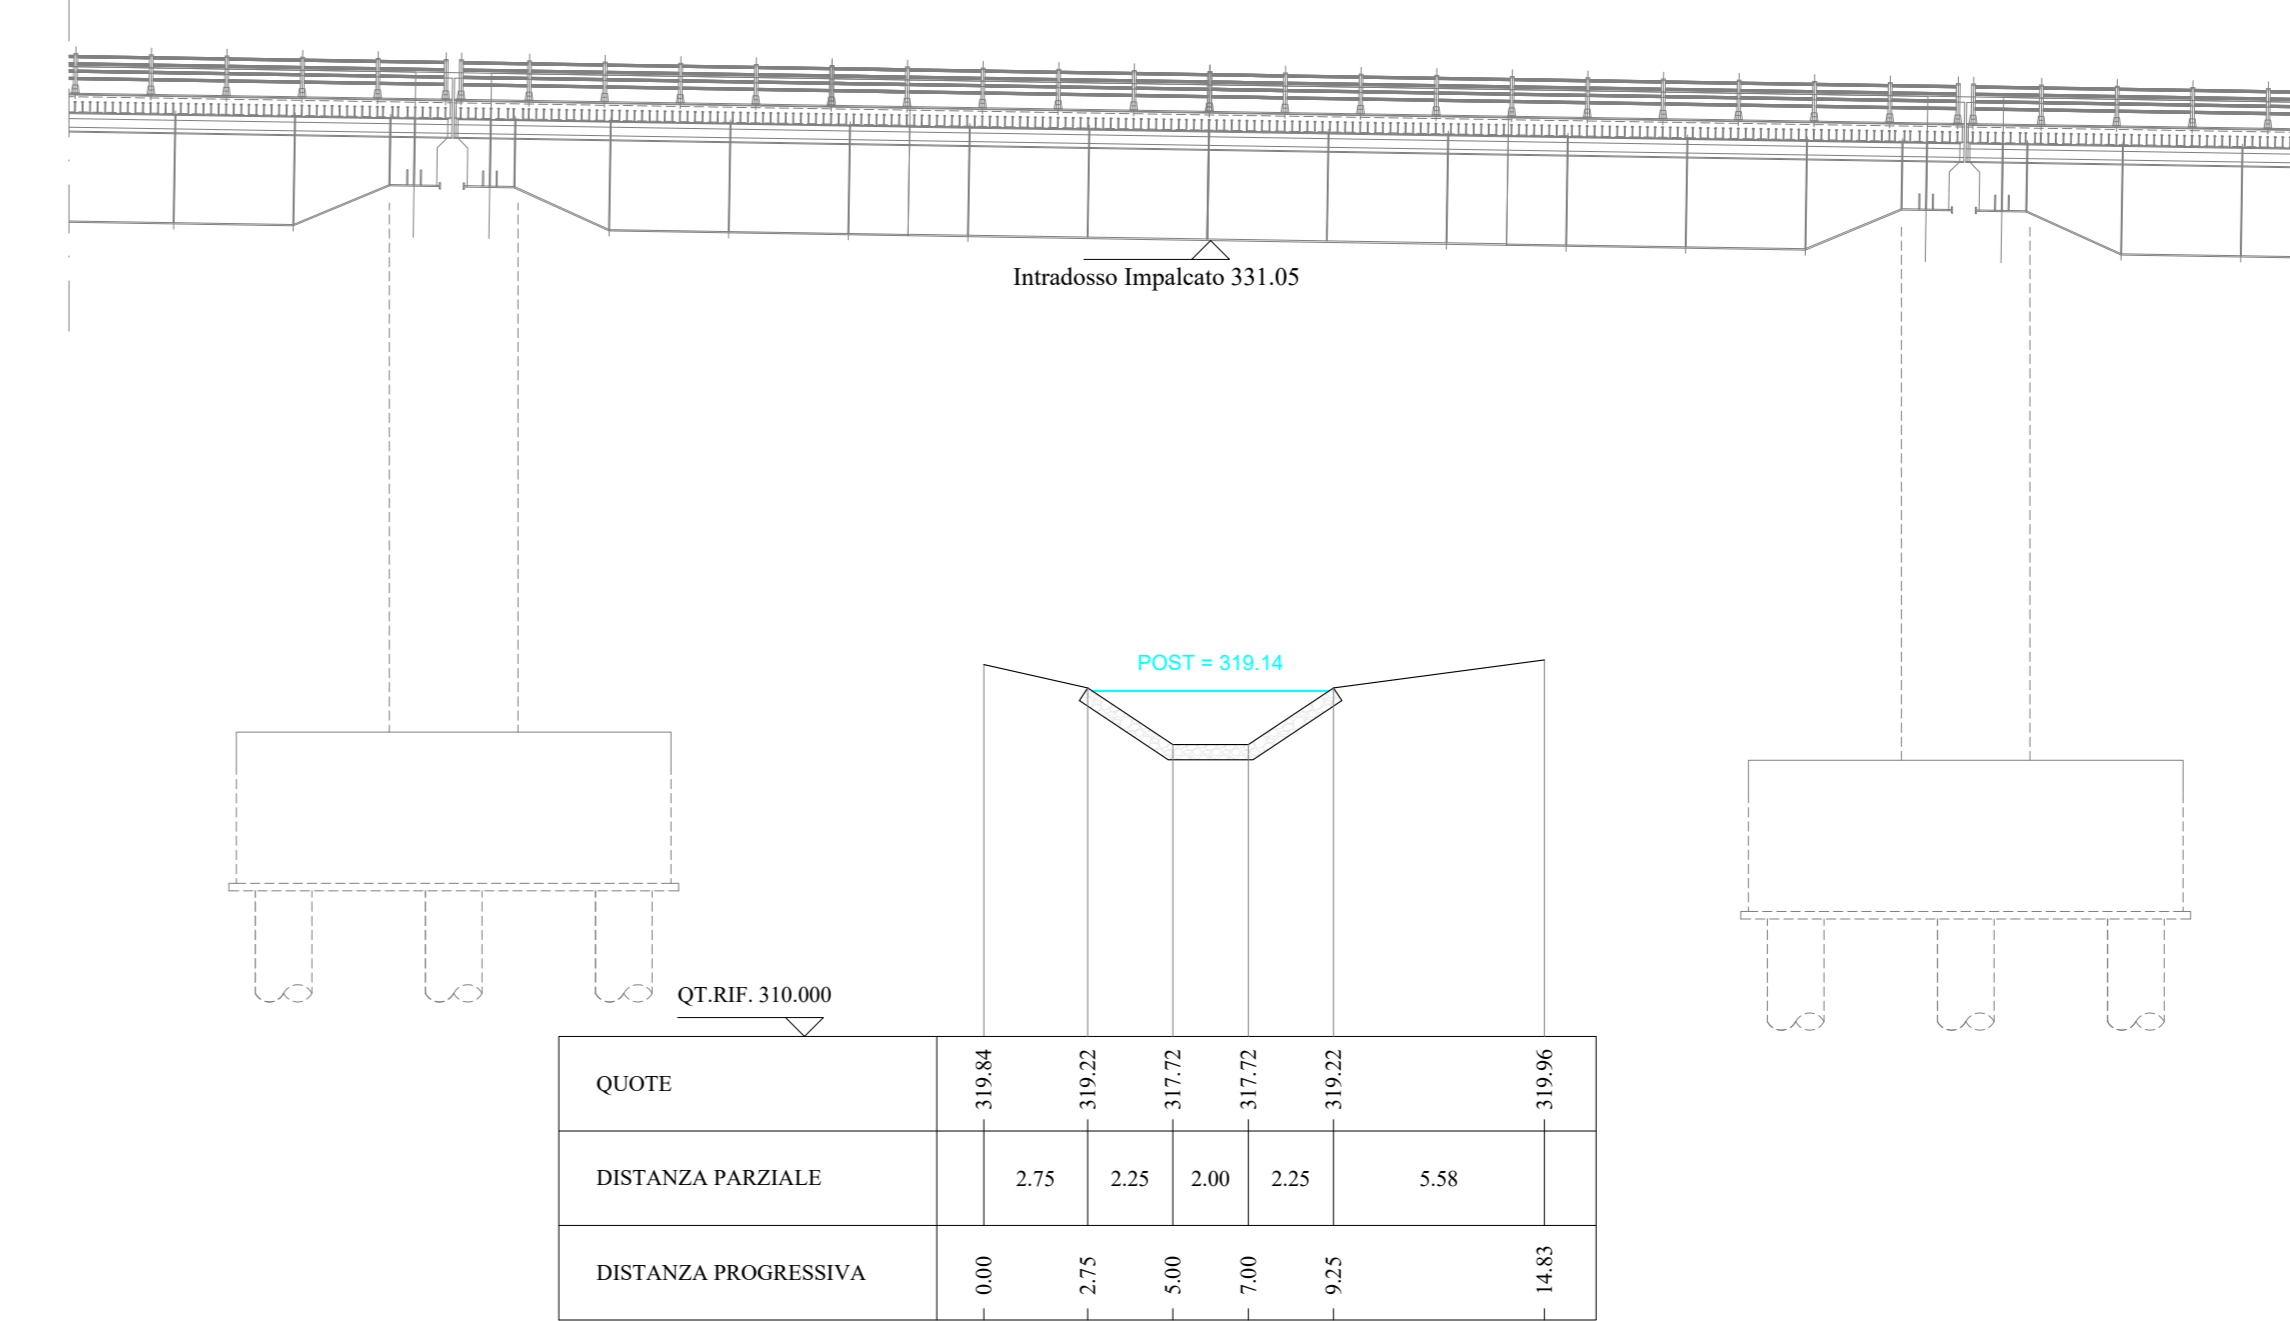 Intradosso Impalcato 331.05
POST = 319.14
QT.RIF. 310.000
QUOTE 319.84 319.22 317.72 317.72 319.22 319.96
DISTANZA PARZIALE 2.75 2.25 2.00 2.25 5.58
DISTANZA PROGRESSIVA 0.00 2.75 5.00 7.00 9.25 14.83